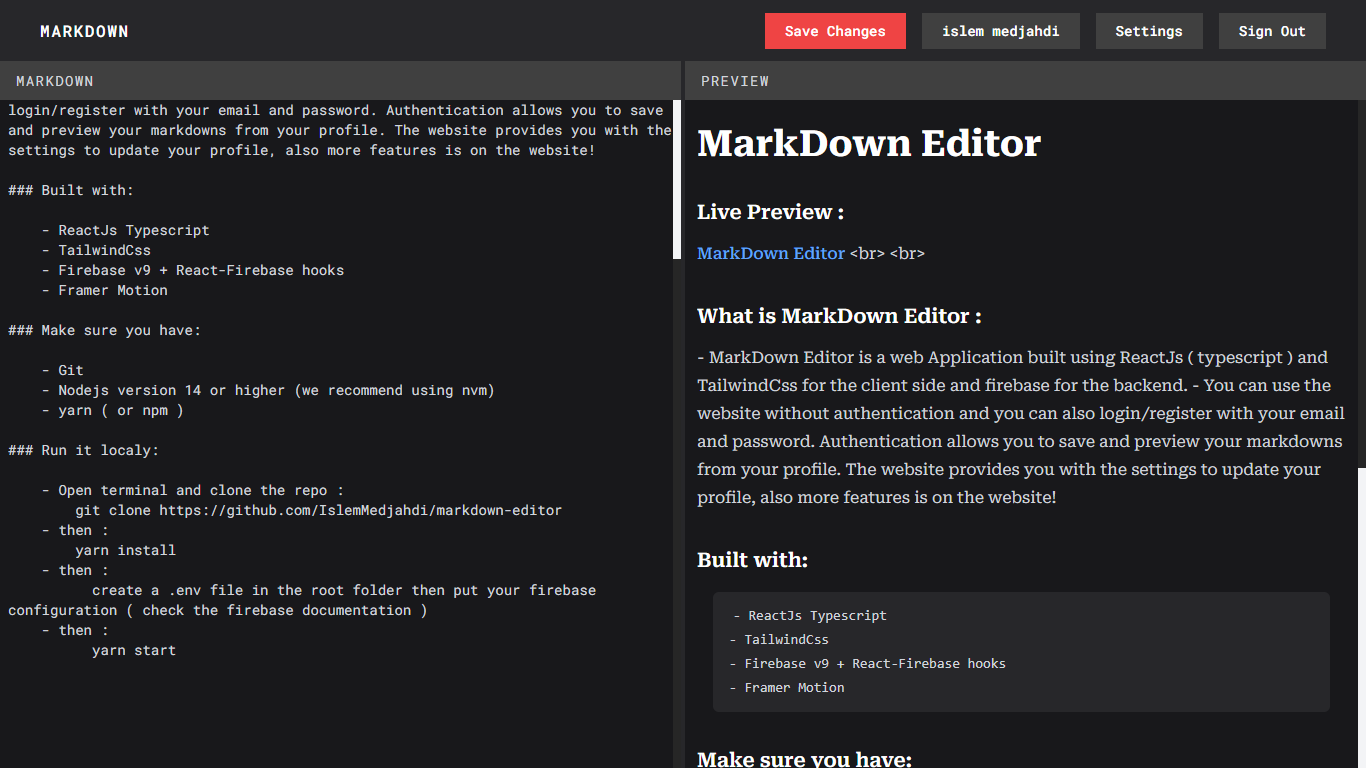 MARKDOWN
Save Changes
islem medjahdi
Settings
Sign Out
MARKDOWN
login/register with your email and password. Authentication allows you to save
and preview your markdowns from your profile. The website provides you with the
settings to update your profile, also more features is on the website!
### Built with:
- ReactJs Typescript
- TailwindCss
- Firebase v9 + React-Firebase hooks
- Framer Motion
### Make sure you have:
- Git
- Nodejs version 14 or higher (we recommend using nvm)
- yarn ( or npm )
### Run it localy:
- Open terminal and clone the repo :
git clone https://github.com/IslemMedjahdi/markdown-editor
- then :
yarn install
- then :
create a .env file in the root folder then put your firebase
configuration ( check the firebase documentation )
- then :
yarn start
PREVIEW
MarkDown Editor
Live Preview :
MarkDown Editor <br> <br>
What is MarkDown Editor :
- MarkDown Editor is a web Application built using ReactJs ( typescript ) and
TailwindCss for the client side and firebase for the backend. - You can use the
website without authentication and you can also login/register with your email
and password. Authentication allows you to save and preview your markdowns
from your profile. The website provides you with the settings to update your
profile, also more features is on the website!
Built with:
- ReactJs Typescript
- TailwindCss
- Firebase v9 + React-Firebase hooks
- Framer Motion
Make sure you have: